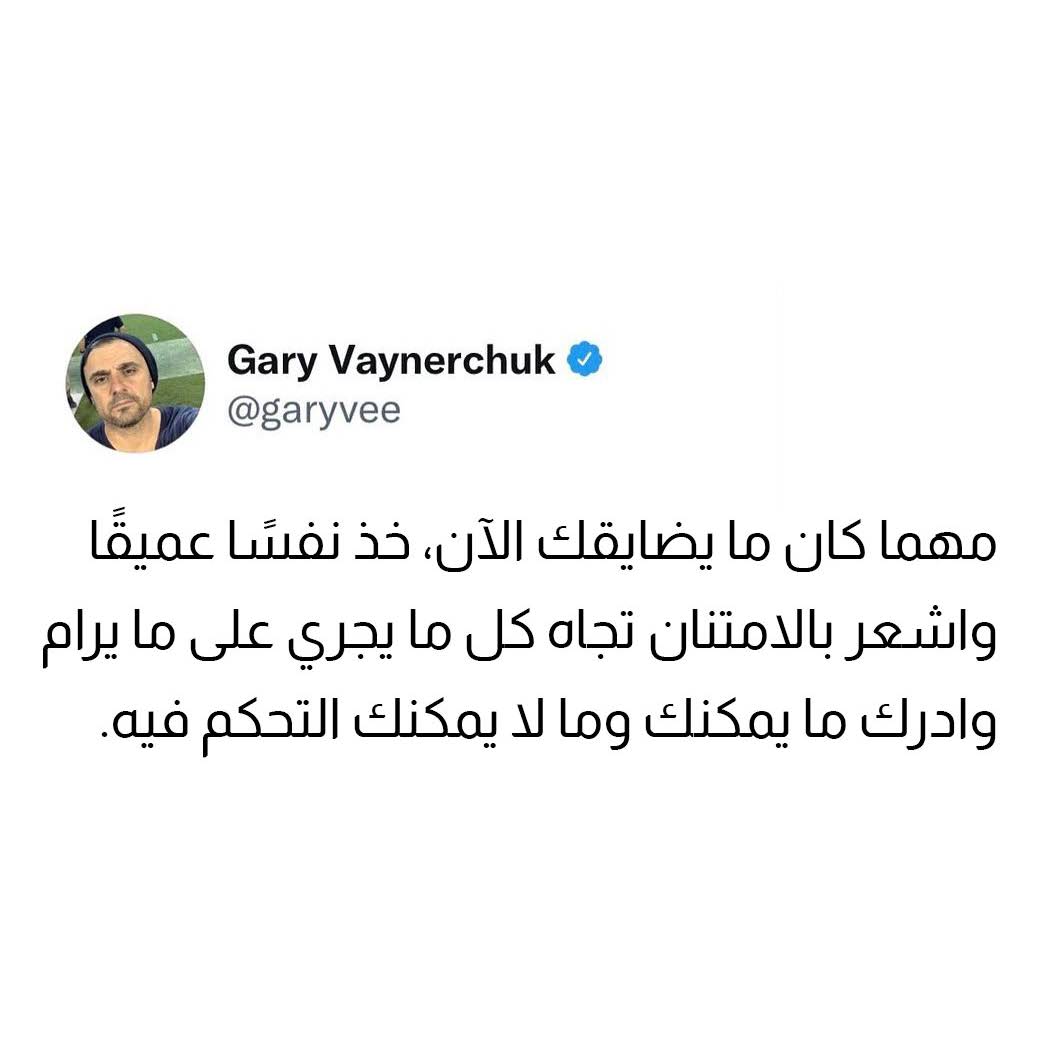 Gary Vaynerchuk
@garyvee
مهما كان ما يضايقك الآن، خذ نفسًا عميقًا
واشعر بالامتنان تجاه كل ما يجري على ما يرام
وادرك ما يمكنك وما لا يمكنك التحكم فيه.